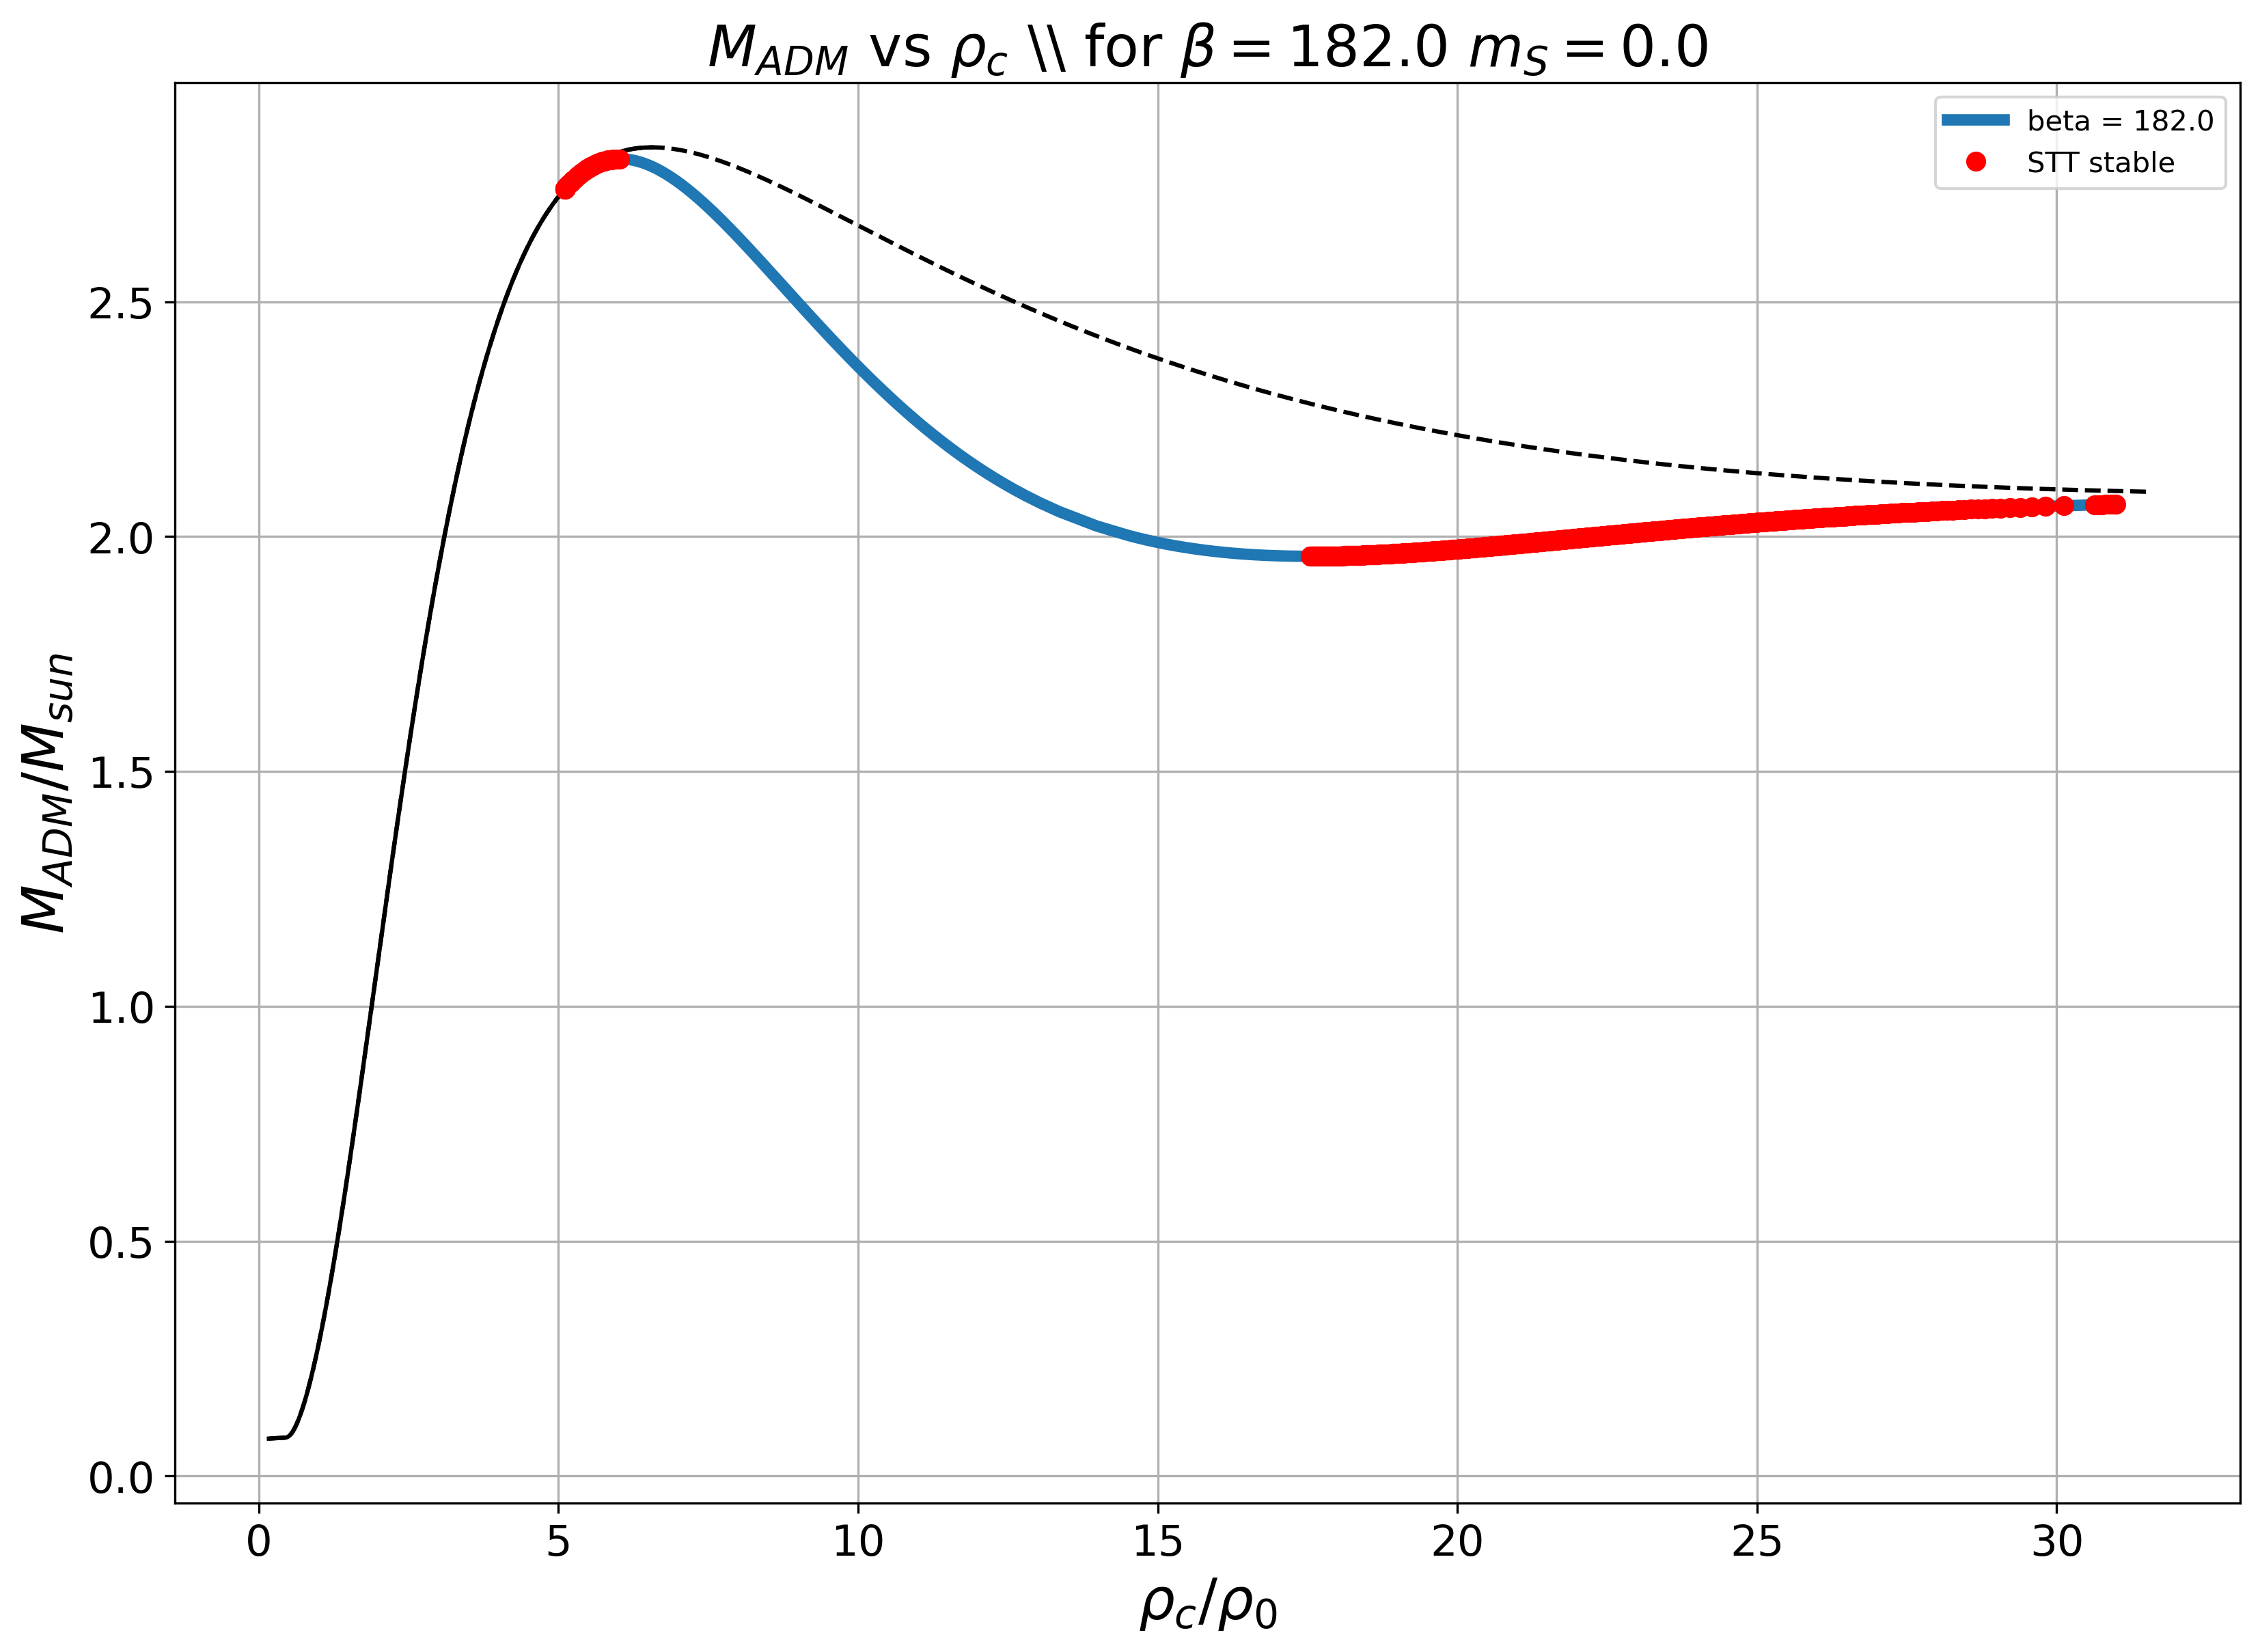 M_ADM vs ρ_c \\ for β = 182.0 m_S = 0.0
beta = 182.0
STT stable
M_ADM/M_sun
2.5
2.0
1.5
1.0
0.5
0.0
0 5 10 15 20 25 30
ρ_c/ρ_0